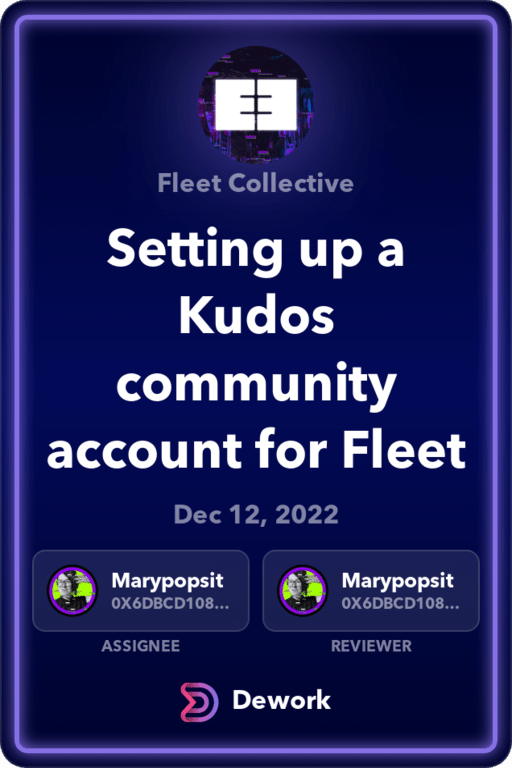 Fleet Collective
Setting up a
Kudos
community
account for Fleet
Dec 12, 2022
Marypopsit
0X6DBCD108...
ASSIGNEE
Marypopsit
0X6DBCD108...
REVIEWER
Dework